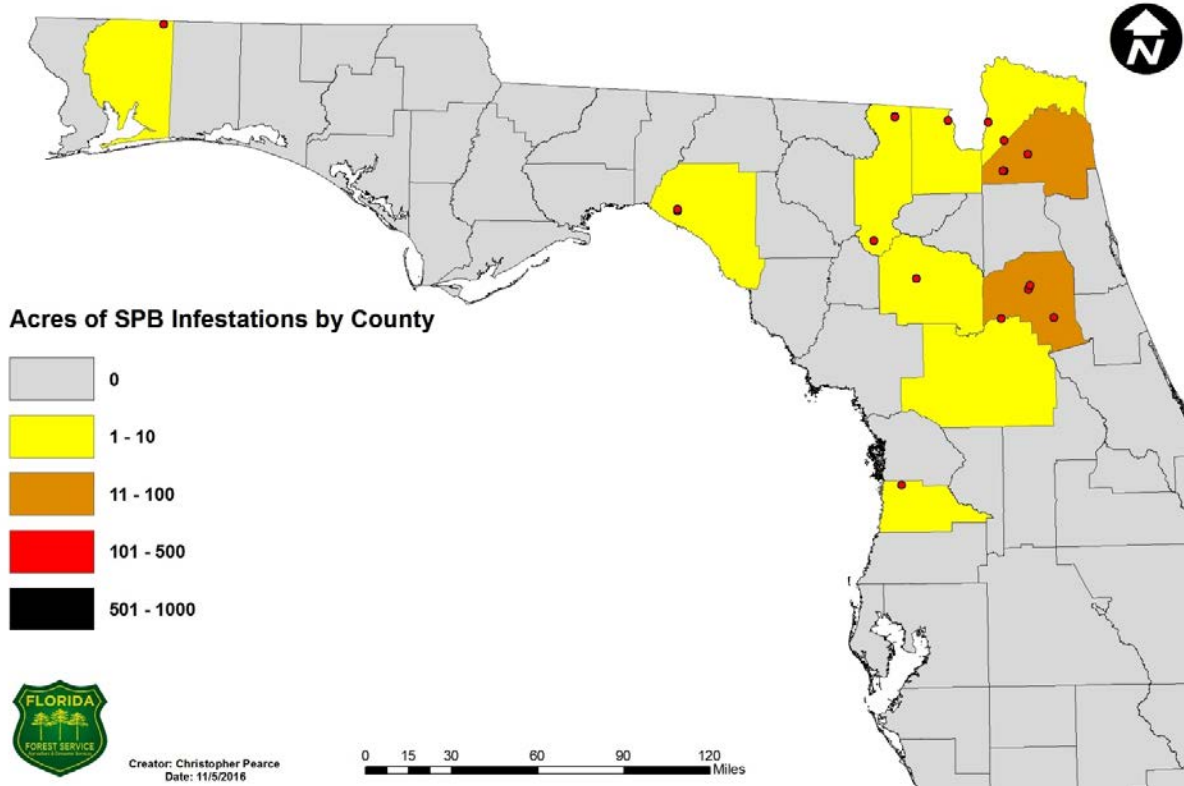 N
Acres of SPB Infestations by County
0
1 - 10
11 - 100
101 - 500
501 - 1000
FLORIDA
FOREST SERVICE
Creator: Christopher Pearce
Date: 11/5/2016
0 15 30 60 90 120
Miles